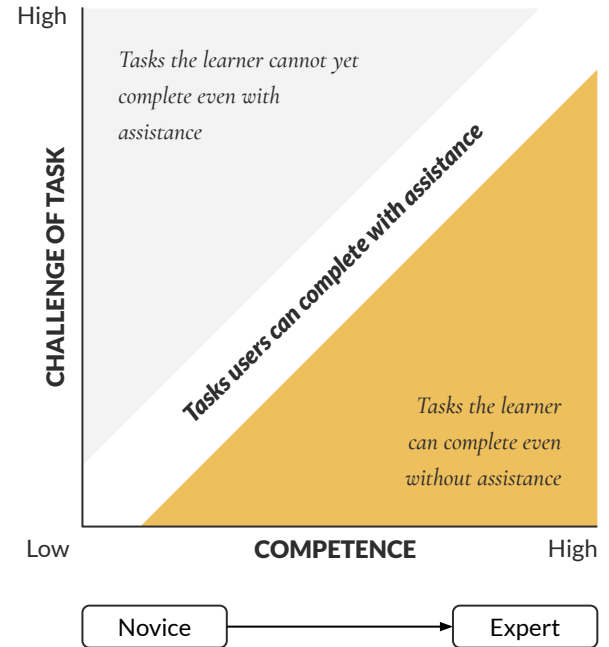 High
Tasks the learner cannot yet
complete even with
assistance
CHALLENGE OF TASK
Tasks users can complete with assistance
Tasks the learner
can complete even
without assistance
Low
COMPETENCE
High
Novice
Expert